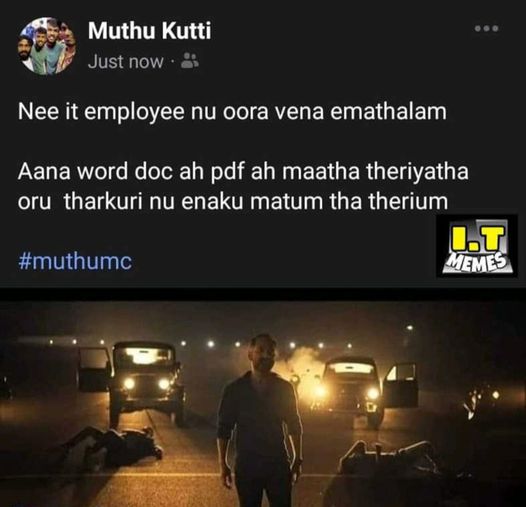 Muthu Kutti
Just now ·
Nee it employee nu oora vena emathalam
Aana word doc ah pdf ah maatha theriyatha
oru tharkuri nu enaku matum tha therium
I.T
MEMES
#muthumc